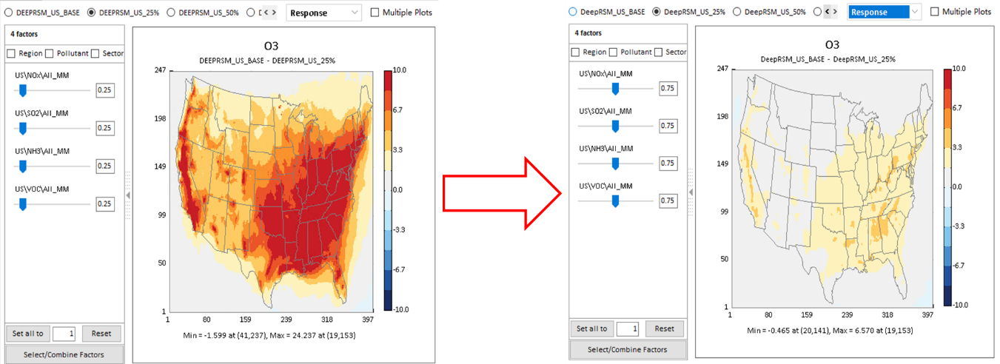 DEEPRSM_US_BASE DEEPRSM_US_25% DEEPRSM_US_50% < > Response Multiple Plots
4 factors
Region Pollutant Sector
US\NOx\All_MM
0.25
US\SO2\All_MM
0.25
US\NH3\All_MM
0.25
US\VOC\All_MM
0.25
Set all to 1 Reset
Select/Combine Factors
O3
DEEPRSM_US_BASE - DEEPRSM_US_25%
247
198
149
99
50
1
1 80 159 239 318 397
10.0
6.7
3.3
0.0
-3.3
-6.7
-10.0
Min = -1.599 at (41,237), Max = 24.237 at (19,153)
DeepRSM_US_BASE DeepRSM_US_25% DeepRSM_US_50% < > Response Multiple Plots
4 factors
Region Pollutant Sector
US\NOx\All_MM
0.75
US\SO2\All_MM
0.75
US\NH3\All_MM
0.75
US\VOC\All_MM
0.75
Set all to 1 Reset
Select/Combine Factors
O3
DeepRSM_US_BASE - DeepRSM_US_25%
247
198
149
99
50
1
1 80 159 239 318 397
10.0
6.7
3.3
0.0
-3.3
-6.7
-10.0
Min = -0.465 at (20,141), Max = 6.570 at (19,153)